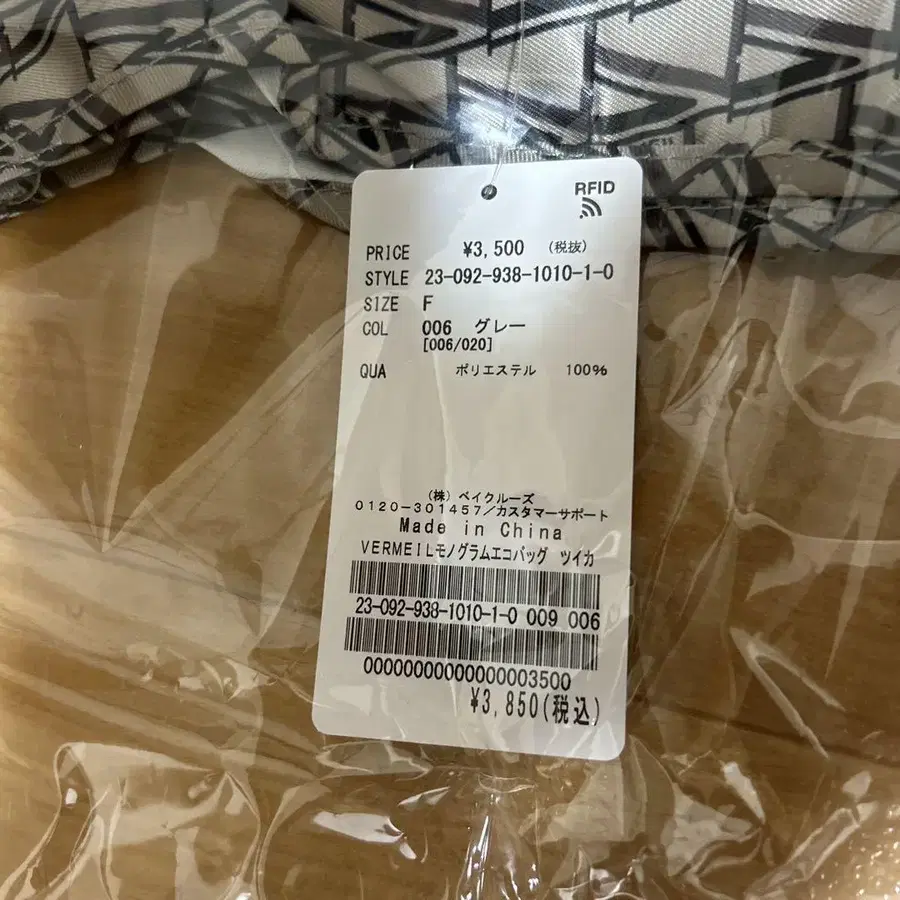 RFID
PRICE ¥3,500 (税抜)
STYLE 23-092-938-1010-1-0
SIZE F
COL 006 グレー
[006/020]
QUA ポリエステル 100%
(株) ベイクルーズ
0120-301457/カスタマーサポート
Made in China
VERMEILモノグラムエコバッグ ツイカ
23-092-938-1010-1-0 009 006
00000000000000003500
¥3,850(税込)